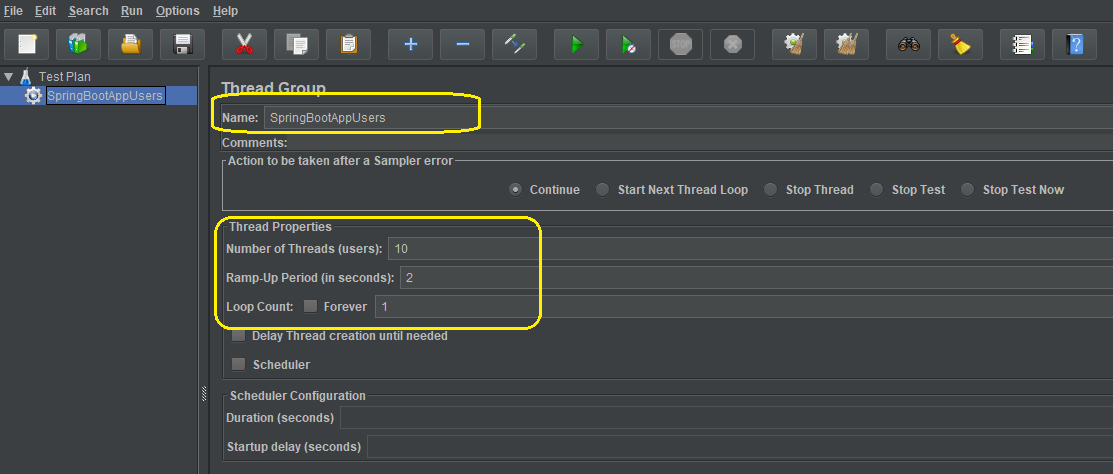 File Edit Search Run Options Help
STOP
Test Plan
SpringBootAppUsers
Thread Group
Name: SpringBootAppUsers
Comments:
Action to be taken after a Sampler error
Continue Start Next Thread Loop Stop Thread Stop Test Stop Test Now
Thread Properties
Number of Threads (users): 10
Ramp-Up Period (in seconds): 2
Loop Count: Forever 1
Delay Thread creation until needed
Scheduler
Scheduler Configuration
Duration (seconds)
Startup delay (seconds)